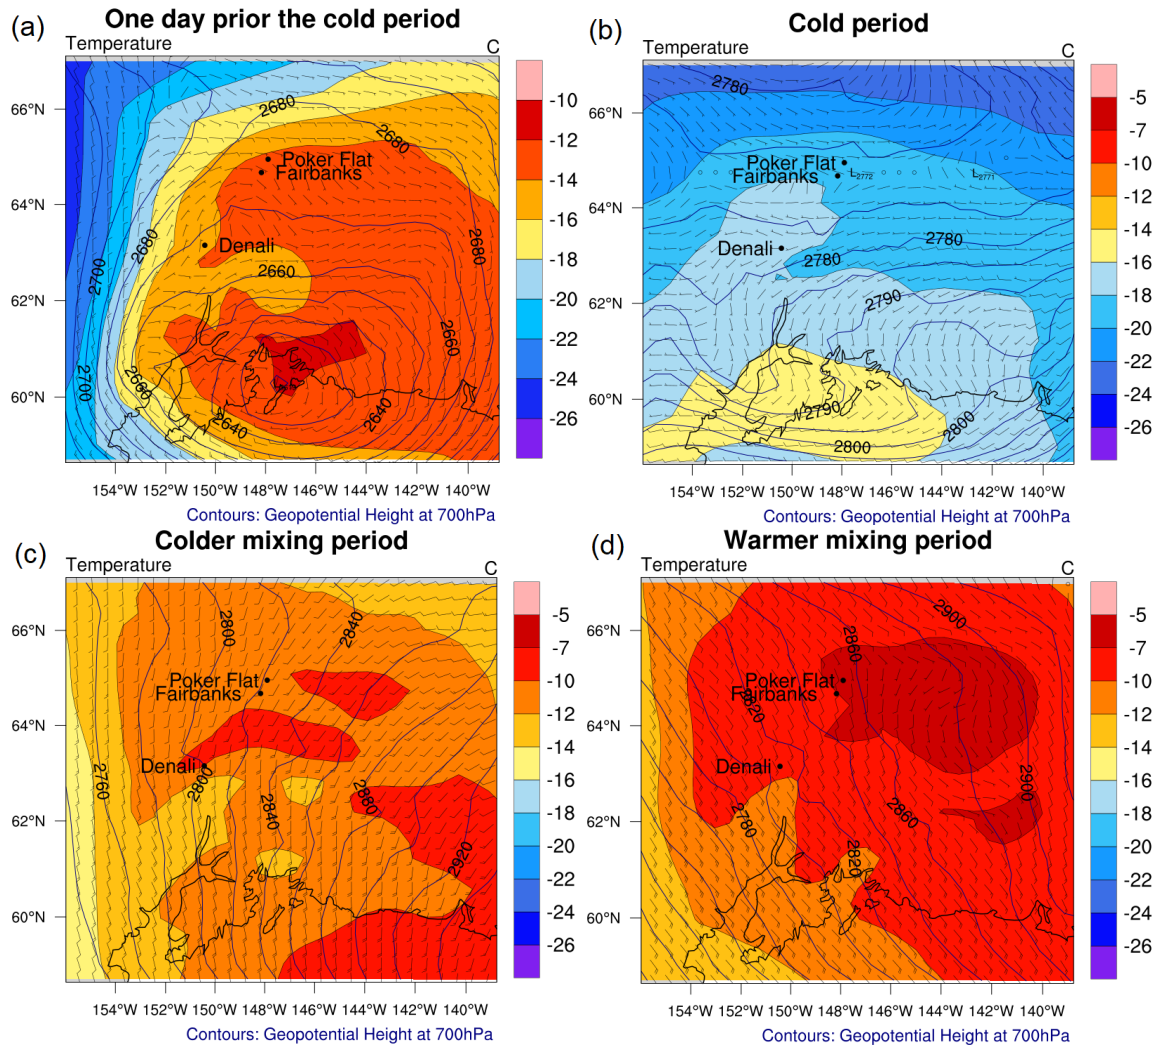 (a)
One day prior the cold period
Temperature
C
66°N
64°N
62°N
60°N
2680
2680
Poker Flat
Fairbanks
Denali
2680
2680
2700
2660
2660
2660
2700
2640
2640
-10
-12
-14
-16
-18
-20
-22
-24
-26
154°W 152°W 150°W 148°W 146°W 144°W 142°W 140°W
Contours: Geopotential Height at 700hPa
(b)
Cold period
Temperature
C
66°N
64°N
62°N
60°N
2780
Poker Flat
Fairbanks
L2772
L2771
Denali
2780
2780
2790
2790
2800
2800
-5
-7
-10
-12
-14
-16
-18
-20
-22
-24
-26
154°W 152°W 150°W 148°W 146°W 144°W 142°W 140°W
Contours: Geopotential Height at 700hPa
(c)
Colder mixing period
Temperature
C
66°N
64°N
62°N
60°N
2800
2840
Poker Flat
Fairbanks
Denali
2760
2800
2840
2880
2920
-5
-7
-10
-12
-14
-16
-18
-20
-22
-24
-26
154°W 152°W 150°W 148°W 146°W 144°W 142°W 140°W
Contours: Geopotential Height at 700hPa
(d)
Warmer mixing period
Temperature
C
66°N
64°N
62°N
60°N
2900
2860
Poker Flat
Fairbanks
2820
Denali
2900
2780
2860
2820
-5
-7
-10
-12
-14
-16
-18
-20
-22
-24
-26
154°W 152°W 150°W 148°W 146°W 144°W 142°W 140°W
Contours: Geopotential Height at 700hPa